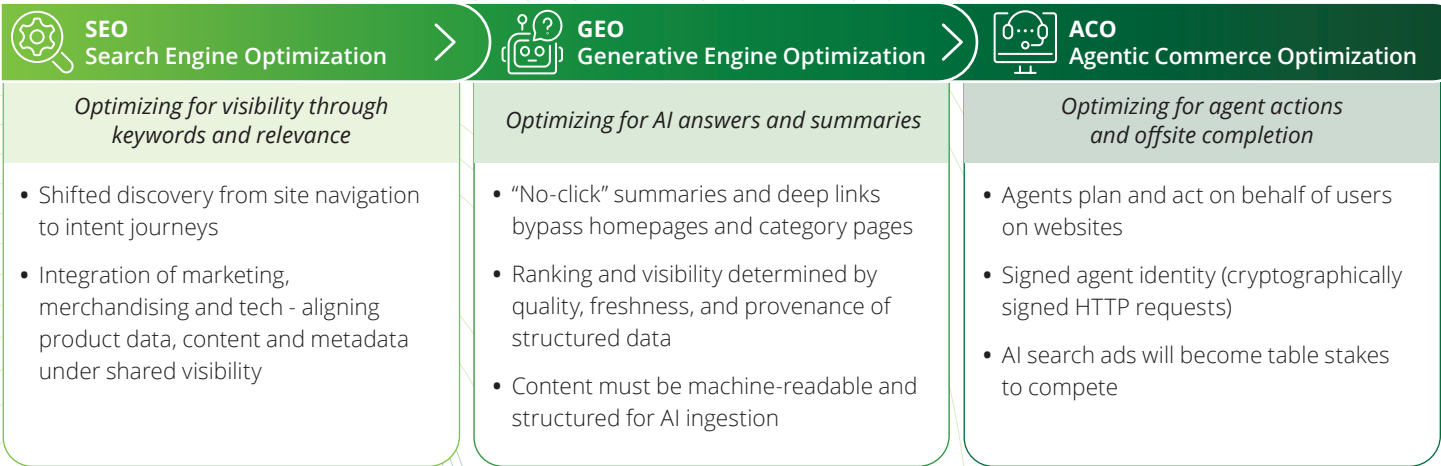 SEO
Search Engine Optimization
Optimizing for visibility through
keywords and relevance
• Shifted discovery from site navigation
to intent journeys
• Integration of marketing,
merchandising and tech - aligning
product data, content and metadata
under shared visibility
GEO
Generative Engine Optimization
Optimizing for AI answers and summaries
• “No-click” summaries and deep links
bypass homepages and category pages
• Ranking and visibility determined by
quality, freshness, and provenance of
structured data
• Content must be machine-readable and
structured for AI ingestion
ACO
Agentic Commerce Optimization
Optimizing for agent actions
and offsite completion
• Agents plan and act on behalf of users
on websites
• Signed agent identity (cryptographically
signed HTTP requests)
• AI search ads will become table stakes
to compete